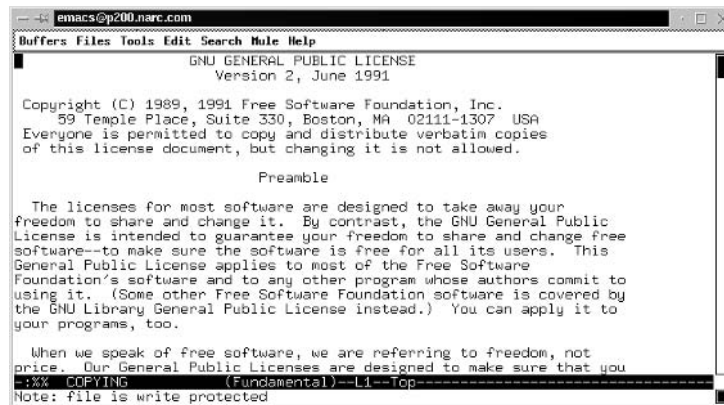 emacs@p200.narc.com
Buffers Files Tools Edit Search Mule Help
GNU GENERAL PUBLIC LICENSE
Version 2, June 1991
Copyright (C) 1989, 1991 Free Software Foundation, Inc.
59 Temple Place, Suite 330, Boston, MA 02111-1307 USA
Everyone is permitted to copy and distribute verbatim copies
of this license document, but changing it is not allowed.
Preamble
The licenses for most software are designed to take away your
freedom to share and change it. By contrast, the GNU General Public
License is intended to guarantee your freedom to share and change free
software--to make sure the software is free for all its users. This
General Public License applies to most of the Free Software
Foundation's software and to any other program whose authors commit to
using it. (Some other Free Software Foundation software is covered by
the GNU Library General Public License instead.) You can apply it to
your programs, too.
When we speak of free software, we are referring to freedom, not
price. Our General Public Licenses are designed to make sure that you
-:%% COPYING (Fundamental)--L1--Top--------------------------------------
Note: file is write protected